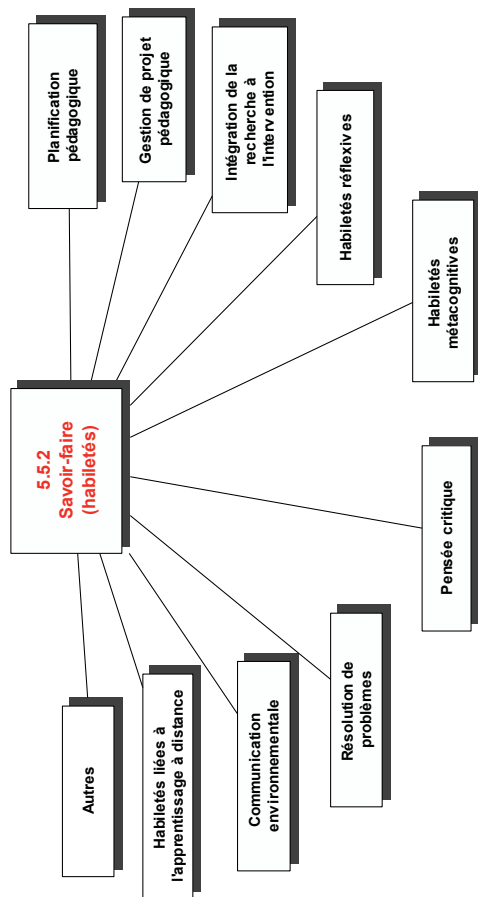 5.5.2
Savoir-faire
(habiletés)
Autres
Habiletés liées à
l'apprentissage à distance
Communication
environnementale
Résolution de
problèmes
Pensée critique
Habiletés
métacognitives
Habiletés réflexives
Intégration de la
recherche à
l'intervention
Gestion de projet
pédagogique
Planification
pédagogique